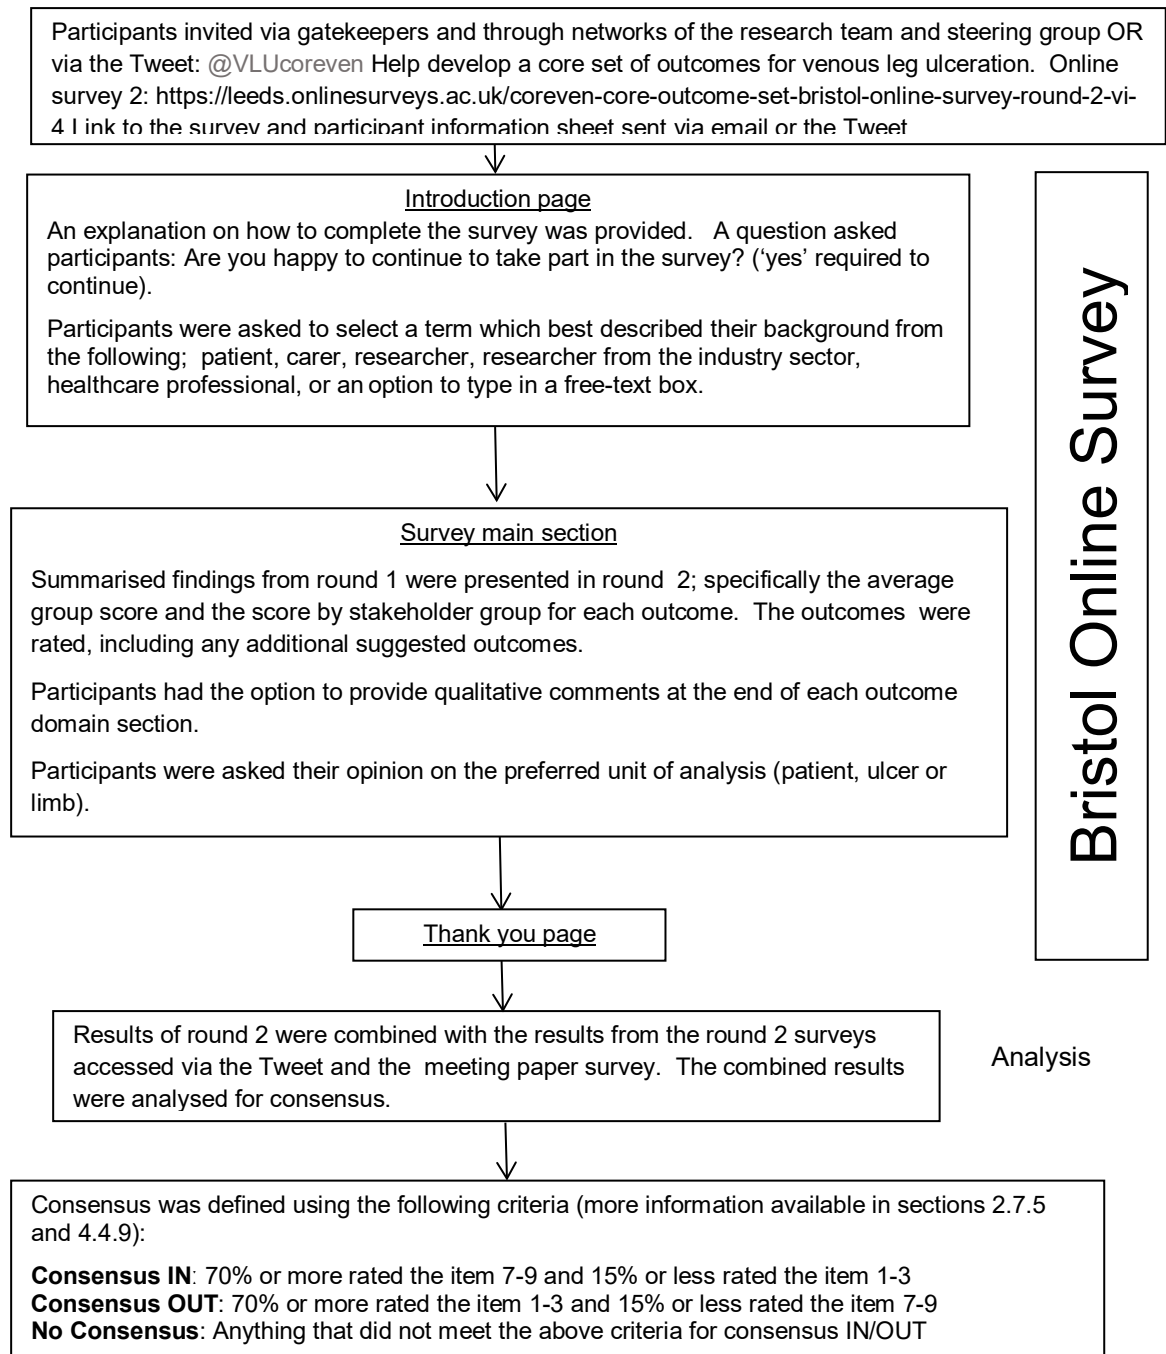 Participants invited via gatekeepers and through networks of the research team and steering group OR
via the Tweet: @VLUcoreven Help develop a core set of outcomes for venous leg ulceration. Online
survey 2: https://leeds.onlinesurveys.ac.uk/coreven-core-outcome-set-bristol-online-survey-round-2-vi-
4 Link to the survey and participant information sheet sent via email or the Tweet
Introduction page
An explanation on how to complete the survey was provided. A question asked
participants: Are you happy to continue to take part in the survey? (‘yes’ required to
continue).
Participants were asked to select a term which best described their background from
the following; patient, carer, researcher, researcher from the industry sector,
healthcare professional, or an option to type in a free-text box.
Survey main section
Summarised findings from round 1 were presented in round 2; specifically the average
group score and the score by stakeholder group for each outcome. The outcomes were
rated, including any additional suggested outcomes.
Participants had the option to provide qualitative comments at the end of each outcome
domain section.
Participants were asked their opinion on the preferred unit of analysis (patient, ulcer or
limb).
Bristol Online Survey
Thank you page
Results of round 2 were combined with the results from the round 2 surveys
accessed via the Tweet and the meeting paper survey. The combined results
were analysed for consensus.
Analysis
Consensus was defined using the following criteria (more information available in sections 2.7.5
and 4.4.9):
Consensus IN: 70% or more rated the item 7-9 and 15% or less rated the item 1-3
Consensus OUT: 70% or more rated the item 1-3 and 15% or less rated the item 7-9
No Consensus: Anything that did not meet the above criteria for consensus IN/OUT